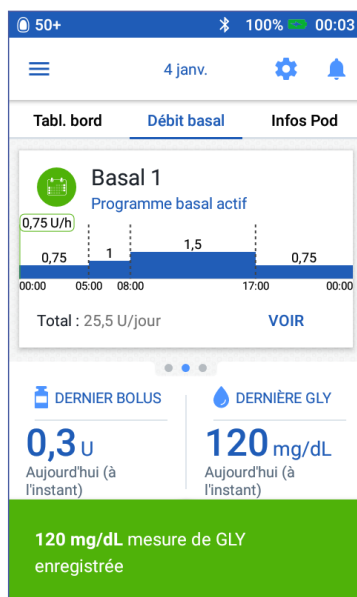 50+ 100% 00:03
4 janv.
Tabl. bord Débit basal Infos Pod
Basal 1
Programme basal actif
0,75 U/h
0,75 1 1,5 0,75
00:00 05:00 08:00 17:00 00:00
Total : 25,5 U/jour VOIR
DERNIER BOLUS DERNIÈRE GLY
0,3 U 120 mg/dL
Aujourd'hui (à Aujourd'hui (à
l'instant) l'instant)
120 mg/dL mesure de GLY
enregistrée